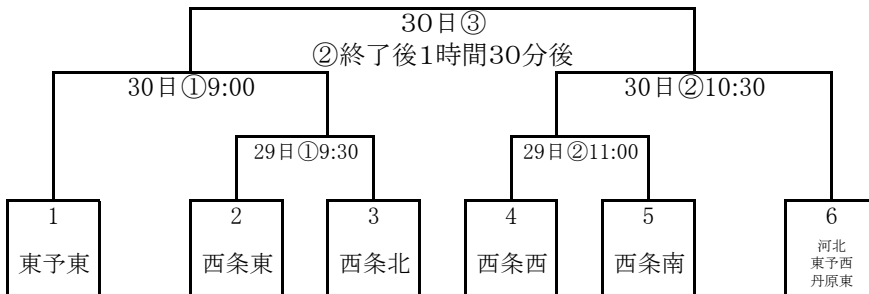 30日③
②終了後1時間30分後
30日①9:00
30日②10:30
29日①9:30
29日②11:00
1
2
3
4
5
6
東予東
西条東
西条北
西条西
西条南
河北
東予西
丹原東